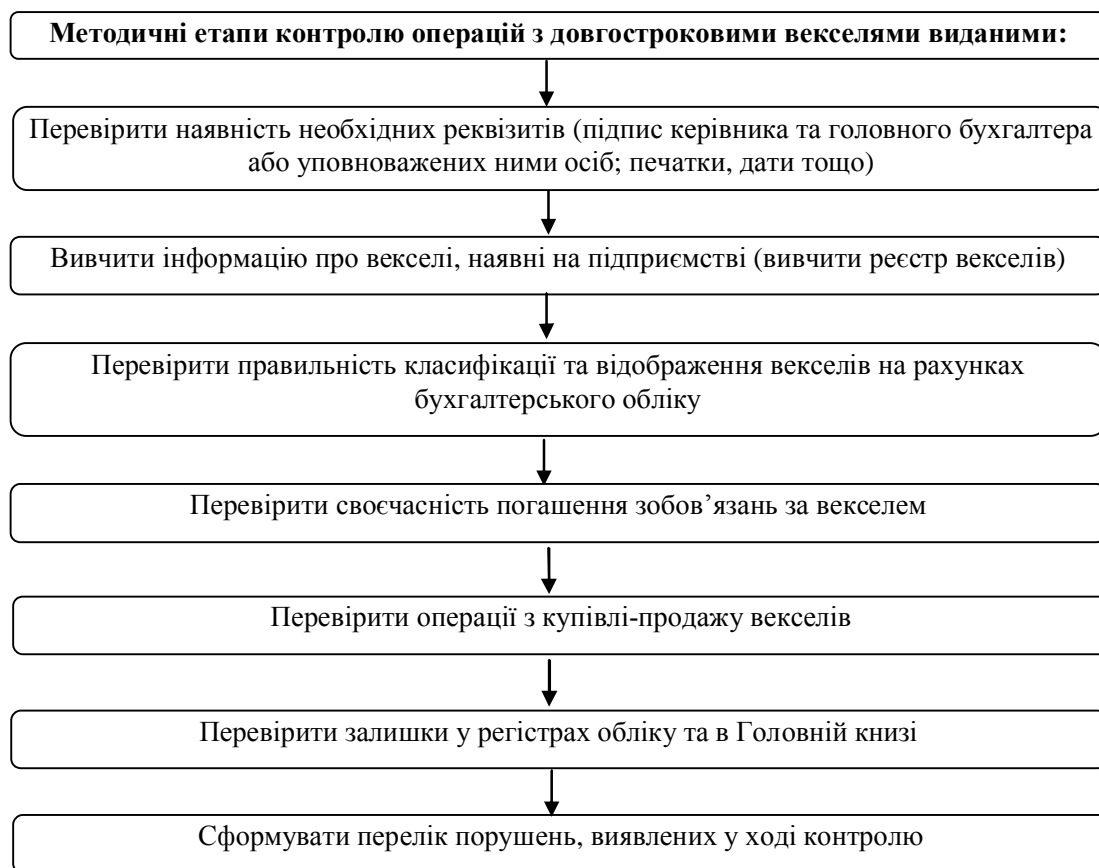 Методичні етапи контролю операцій з довгостроковими векселями виданими:
Перевірити наявність необхідних реквізитів (підпис керівника та головного бухгалтера
або уповноважених ними осіб; печатки, дати тощо)
Вивчити інформацію про векселі, наявні на підприємстві (вивчити реєстр векселів)
Перевірити правильність класифікації та відображення векселів на рахунках
бухгалтерського обліку
Перевірити своєчасність погашення зобов’язань за векселем
Перевірити операції з купівлі-продажу векселів
Перевірити залишки у регістрах обліку та в Головній книзі
Сформувати перелік порушень, виявлених у ході контролю